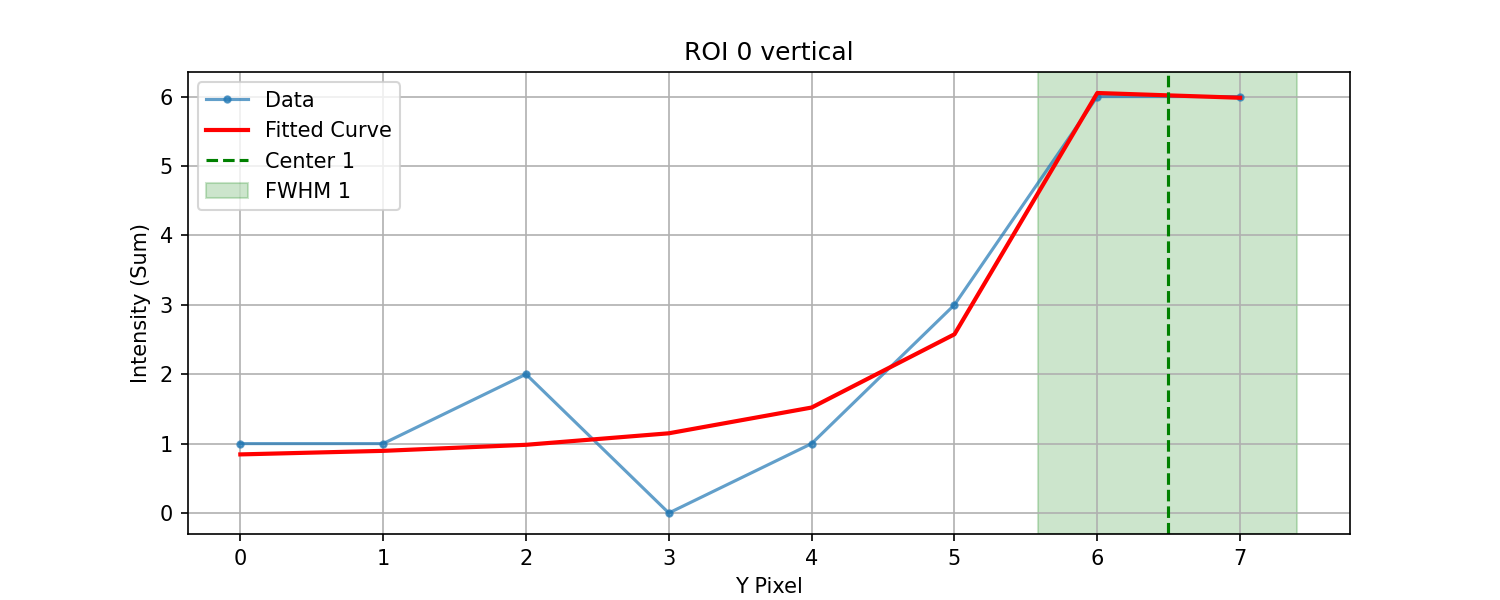 ROI 0 vertical
Data
Fitted Curve
Center 1
FWHM 1
Intensity (Sum)
6
5
4
3
2
1
0
0 1 2 3 4 5 6 7
Y Pixel